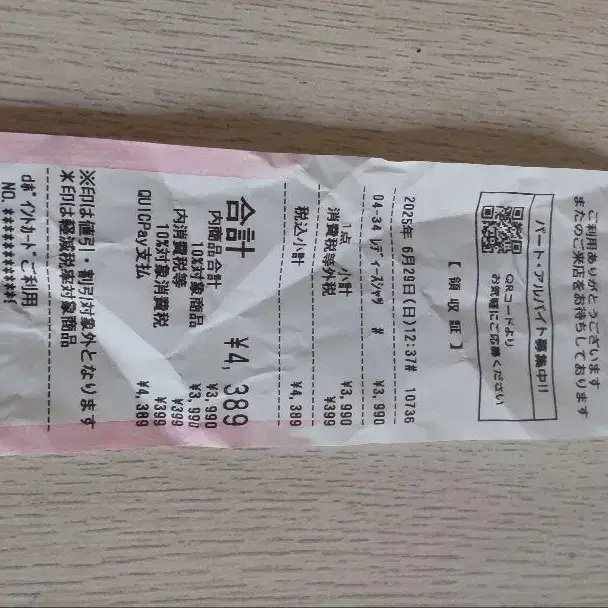 ご利用ありがとうございます
またのご来店をお待ちしております
パート・アルバイト募集中!!
QRコードより
お気軽にご応募ください
【 領 収 証 】
2026年 6月28日(日)12:37# 10736
04-34 ﾚﾃﾞｨｰｽｼｬﾂ # ¥3,990
1点 小計 ¥3,990
消費税等外税 ¥399
税込小計 ¥4,389
合計 ¥4,389
内商品合計 ¥3,990
10%対象商品 ¥3,990
内消費税等 ¥399
10%対象消費税 ¥399
QUICPay支払 ¥4,389
※印は値引・割引対象外となります
米印は軽減税率対象商品
dﾎﾟｲﾝﾄｶｰﾄﾞご利用
NO. ************